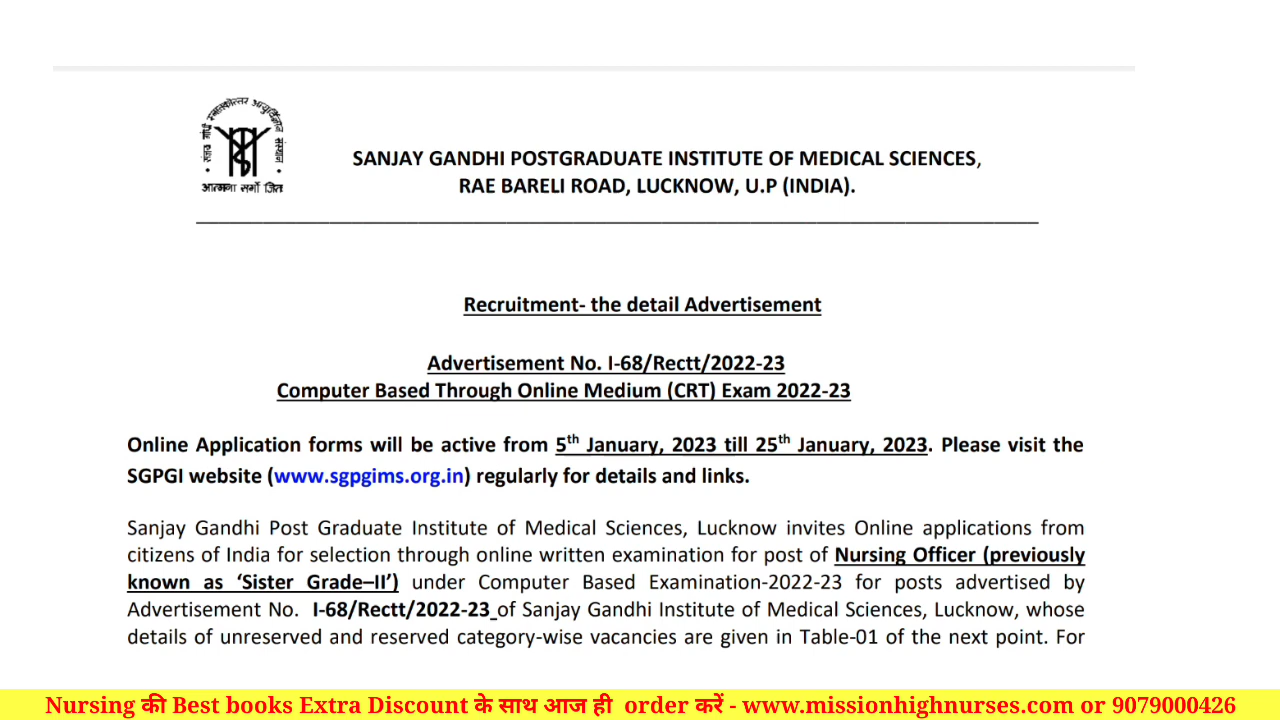 संजय गांधी स्नातकोत्तर आयुर्विज्ञान संस्थान
SANJAY GANDHI POSTGRADUATE INSTITUTE OF MEDICAL SCIENCES,
RAE BARELI ROAD, LUCKNOW, U.P (INDIA).
Recruitment- the detail Advertisement
Advertisement No. I-68/Rectt/2022-23
Computer Based Through Online Medium (CRT) Exam 2022-23
Online Application forms will be active from 5th January, 2023 till 25th January, 2023. Please visit the
SGPGI website (www.sgpgims.org.in) regularly for details and links.
Sanjay Gandhi Post Graduate Institute of Medical Sciences, Lucknow invites Online applications from
citizens of India for selection through online written examination for post of Nursing Officer (previously
known as ‘Sister Grade–II’) under Computer Based Examination-2022-23 for posts advertised by
Advertisement No. I-68/Rectt/2022-23 of Sanjay Gandhi Institute of Medical Sciences, Lucknow, whose
details of unreserved and reserved category-wise vacancies are given in Table-01 of the next point. For
Nursing की Best books Extra Discount के साथ आज ही order करें - www.missionhighnurses.com or 9079000426